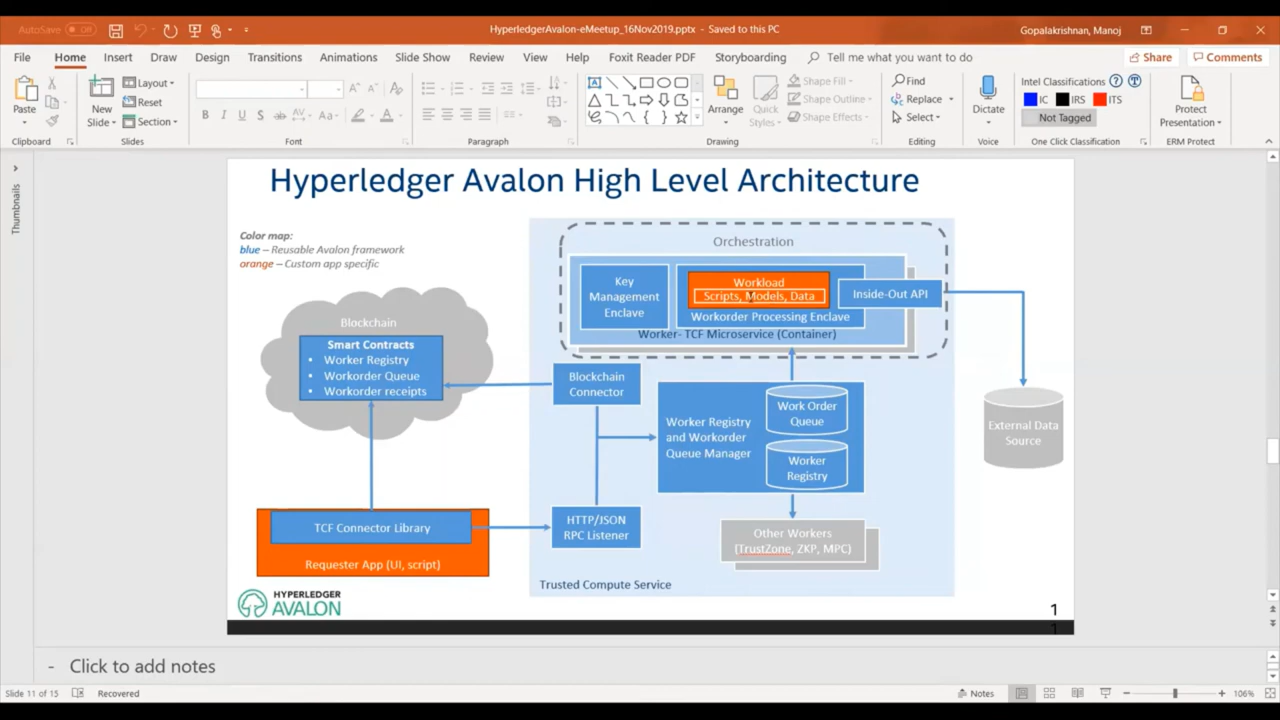 AutoSave Off
HyperledgerAvalon-eMeetup_16Nov2019.pptx - Saved to this PC
Gopalakrishnan, Manoj
File Home Insert Draw Design Transitions Animations Slide Show Review View Help Foxit Reader PDF Storyboarding Tell me what you want to do Share Comments
Paste
New
Slide
Layout
Reset
Section
Arrange
Quick
Styles
Shape Fill
Shape Outline
Shape Effects
Find
Replace
Select
Dictate
Intel Classifications
IC IRS ITS
Not Tagged
Protect
Presentation
Clipboard Slides Font Paragraph Drawing Editing Voice One Click Classification ERM Protect
Thumbnails
Hyperledger Avalon High Level Architecture
Color map:
blue – Reusable Avalon framework
orange – Custom app specific
Blockchain
Smart Contracts
▪ Worker Registry
▪ Workorder Queue
▪ Workorder receipts
TCF Connector Library
Requester App (UI, script)
Orchestration
Key
Management
Enclave
Workload
Scripts, Models, Data
Workorder Processing Enclave
Inside-Out API
Worker- TCF Microservice (Container)
Blockchain
Connector
Worker Registry
and Workorder
Queue Manager
Work Order
Queue
Worker
Registry
HTTP/JSON
RPC Listener
Other Workers
(TrustZone, ZKP, MPC)
Trusted Compute Service
External Data
Source
HYPERLEDGER
AVALON
1
1
Click to add notes
Slide 11 of 15 Recovered Notes 106%